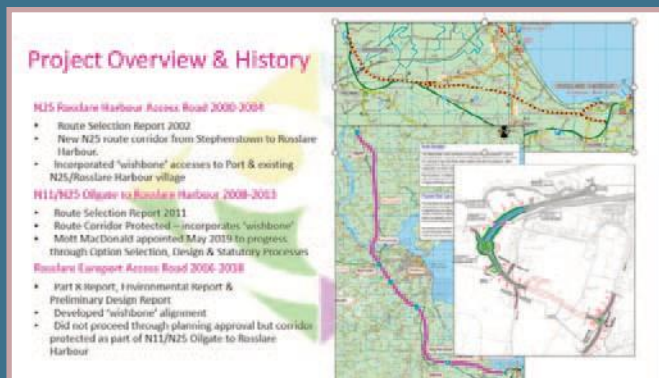 Project Overview & History
N25 Rosslare Harbour Access Road 2000-2004
• Route Selection Report 2002
• New N25 route corridor from Stephenstown to Rosslare
Harbour.
• Incorporated 'wishbone' accesses to Port & existing
N25/Rosslare Harbour village
N11/N25 Oilgate to Rosslare Harbour 2008-2013
• Route Selection Report 2011
• Route Corridor Protected – incorporates 'wishbone'
• Mott MacDonald appointed May 2019 to progress
through Option Selection, Design & Statutory Processes
Rosslare Europort Access Road 2016-2018
• Part 8 Report, Environmental Report &
Preliminary Design Report
• Developed 'wishbone' alignment
• Did not proceed through planning approval but corridor
protected as part of N11/N25 Oilgate to Rosslare
Harbour